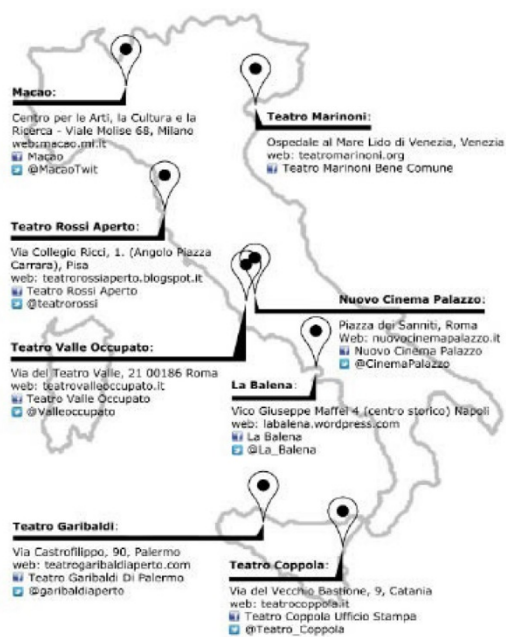 Macao:
Centro per le Arti, la Cultura e la
Ricerca - Viale Molise 68, Milano
web:macao.mi.it
Macao
@MacaoTwit
Teatro Marinoni:
Ospedale al Mare Lido di Venezia, Venezia
web: teatromarinoni.org
Teatro Marinoni Bene Comune
Teatro Rossi Aperto:
Via Collegio Ricci, 1. (Angolo Piazza
Carrara), Pisa
web: teatrorossiaperto.blogspot.it
Teatro Rossi Aperto
@teatrorossi
Nuovo Cinema Palazzo:
Piazza dei Sanniti, Roma
Web: nuovocinemapalazzo.it
Nuovo Cinema Palazzo
@CinemaPalazzo
Teatro Valle Occupato:
Via del Teatro Valle, 21 00186 Roma
web: teatrovalleoccupato.it
Teatro Valle Occupato
@Valleoccupato
La Balena:
Vico Giuseppe Maffei 4 (centro storico) Napoli
web: labalena.wordpress.com
La Balena
@La_Balena
Teatro Garibaldi:
Via Castrofilippo, 90, Palermo
web: teatrogaribaldiaperto.com
Teatro Garibaldi Di Palermo
@garibaldiaperto
Teatro Coppola:
Via del Vecchio Bastione, 9, Catania
web: teatrocoppola.it
Teatro Coppola Ufficio Stampa
@Teatro_Coppola